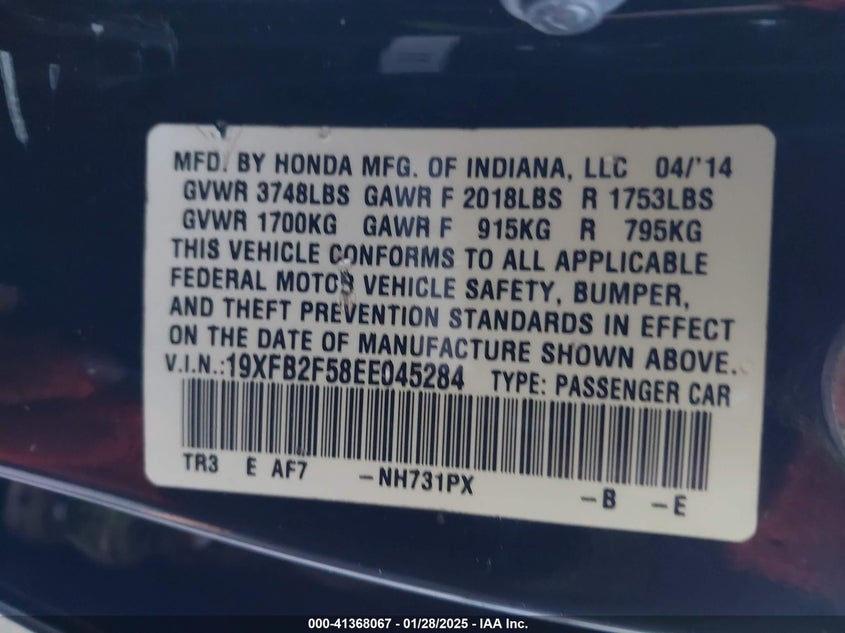 MFD. BY HONDA MFG. OF INDIANA, LLC 04/'14
GVWR 3748LBS GAWR F 2018LBS R 1753LBS
GVWR 1700KG GAWR F 915KG R 795KG
THIS VEHICLE CONFORMS TO ALL APPLICABLE
FEDERAL MOTOR VEHICLE SAFETY, BUMPER,
AND THEFT PREVENTION STANDARDS IN EFFECT
ON THE DATE OF MANUFACTURE SHOWN ABOVE.
V.I.N.:19XFB2F58EE045284 TYPE: PASSENGER CAR
TR3 E AF7 -NH731PX -B -E
000-41368067 — 01/28/2025 - IAA Inc.